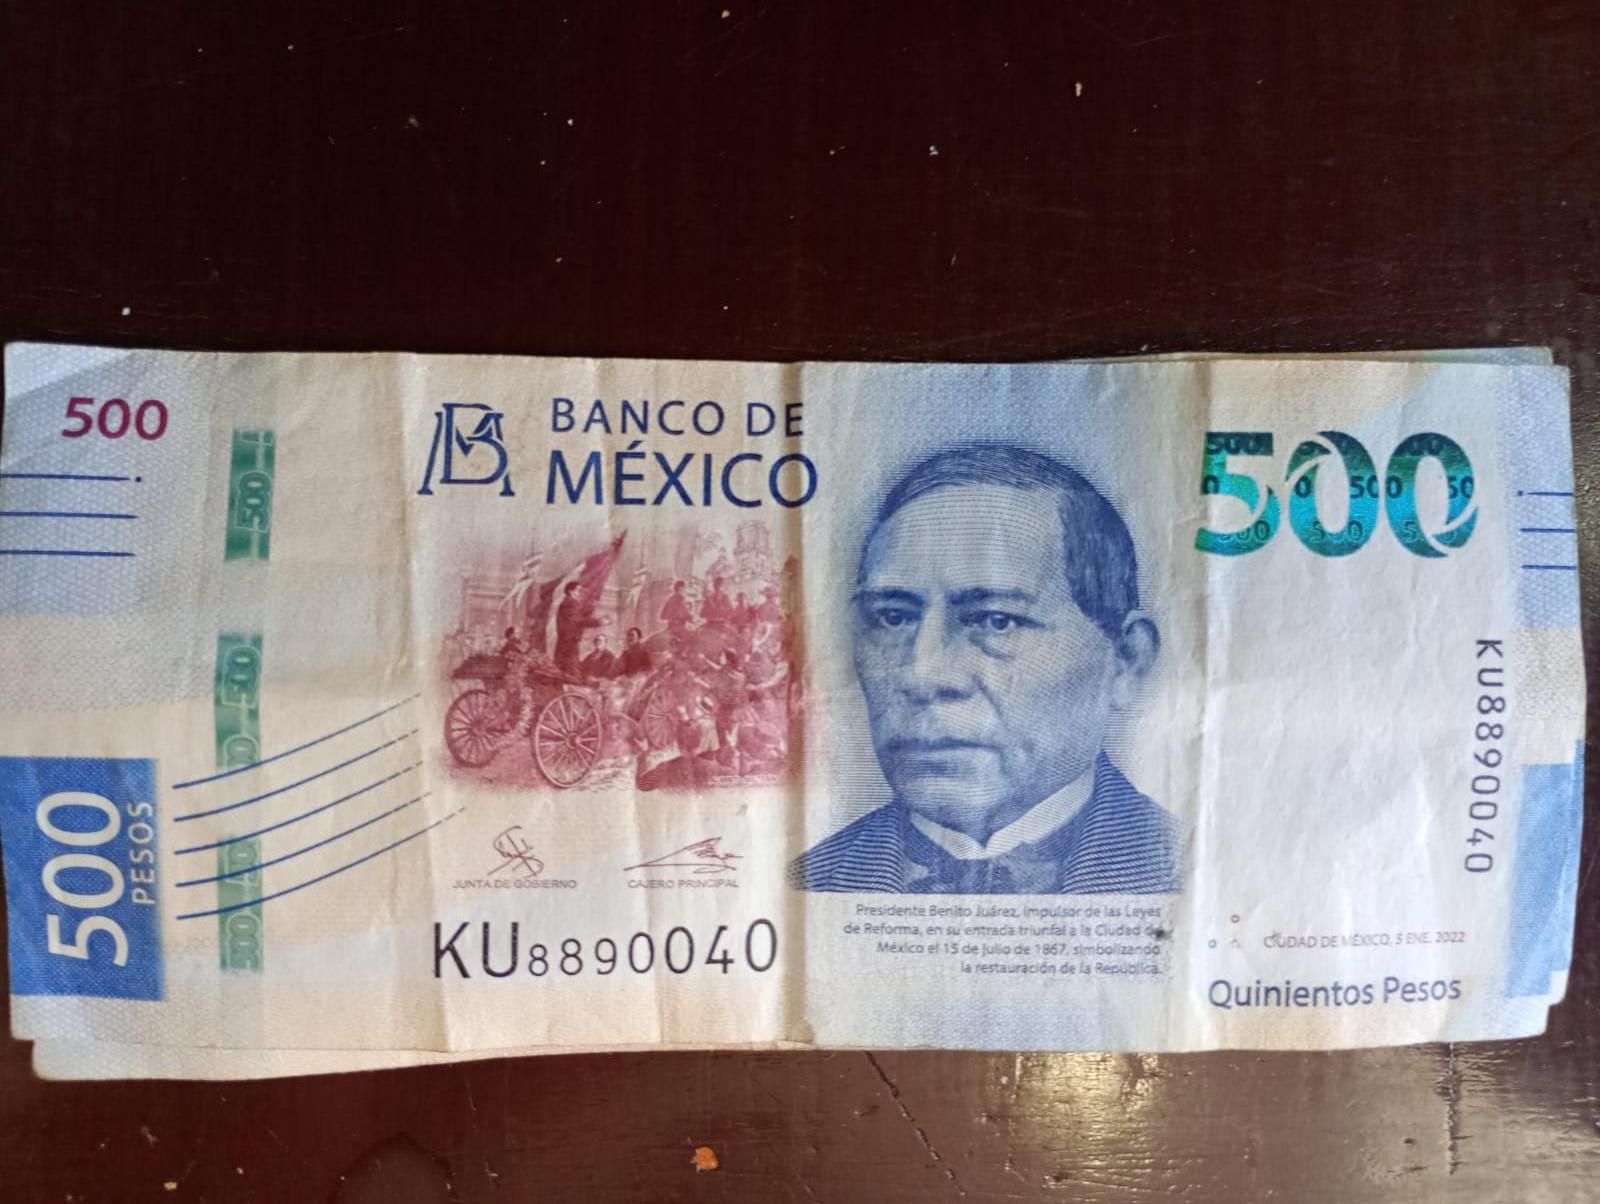 500
BANCO DE
MÉXICO
500
500
500
500 PESOS
JUNTA DE GOBIERNO
CAJERO PRINCIPAL
KU8890040
Presidente Benito Juárez, impulsor de las Leyes
de Reforma, en su entrada triunfal a la Ciudad de
México el 15 de julio de 1867, simbolizando
la restauración de la República.
KU8890040
CIUDAD DE MÉXICO, 5 ENE. 2022
Quinientos Pesos